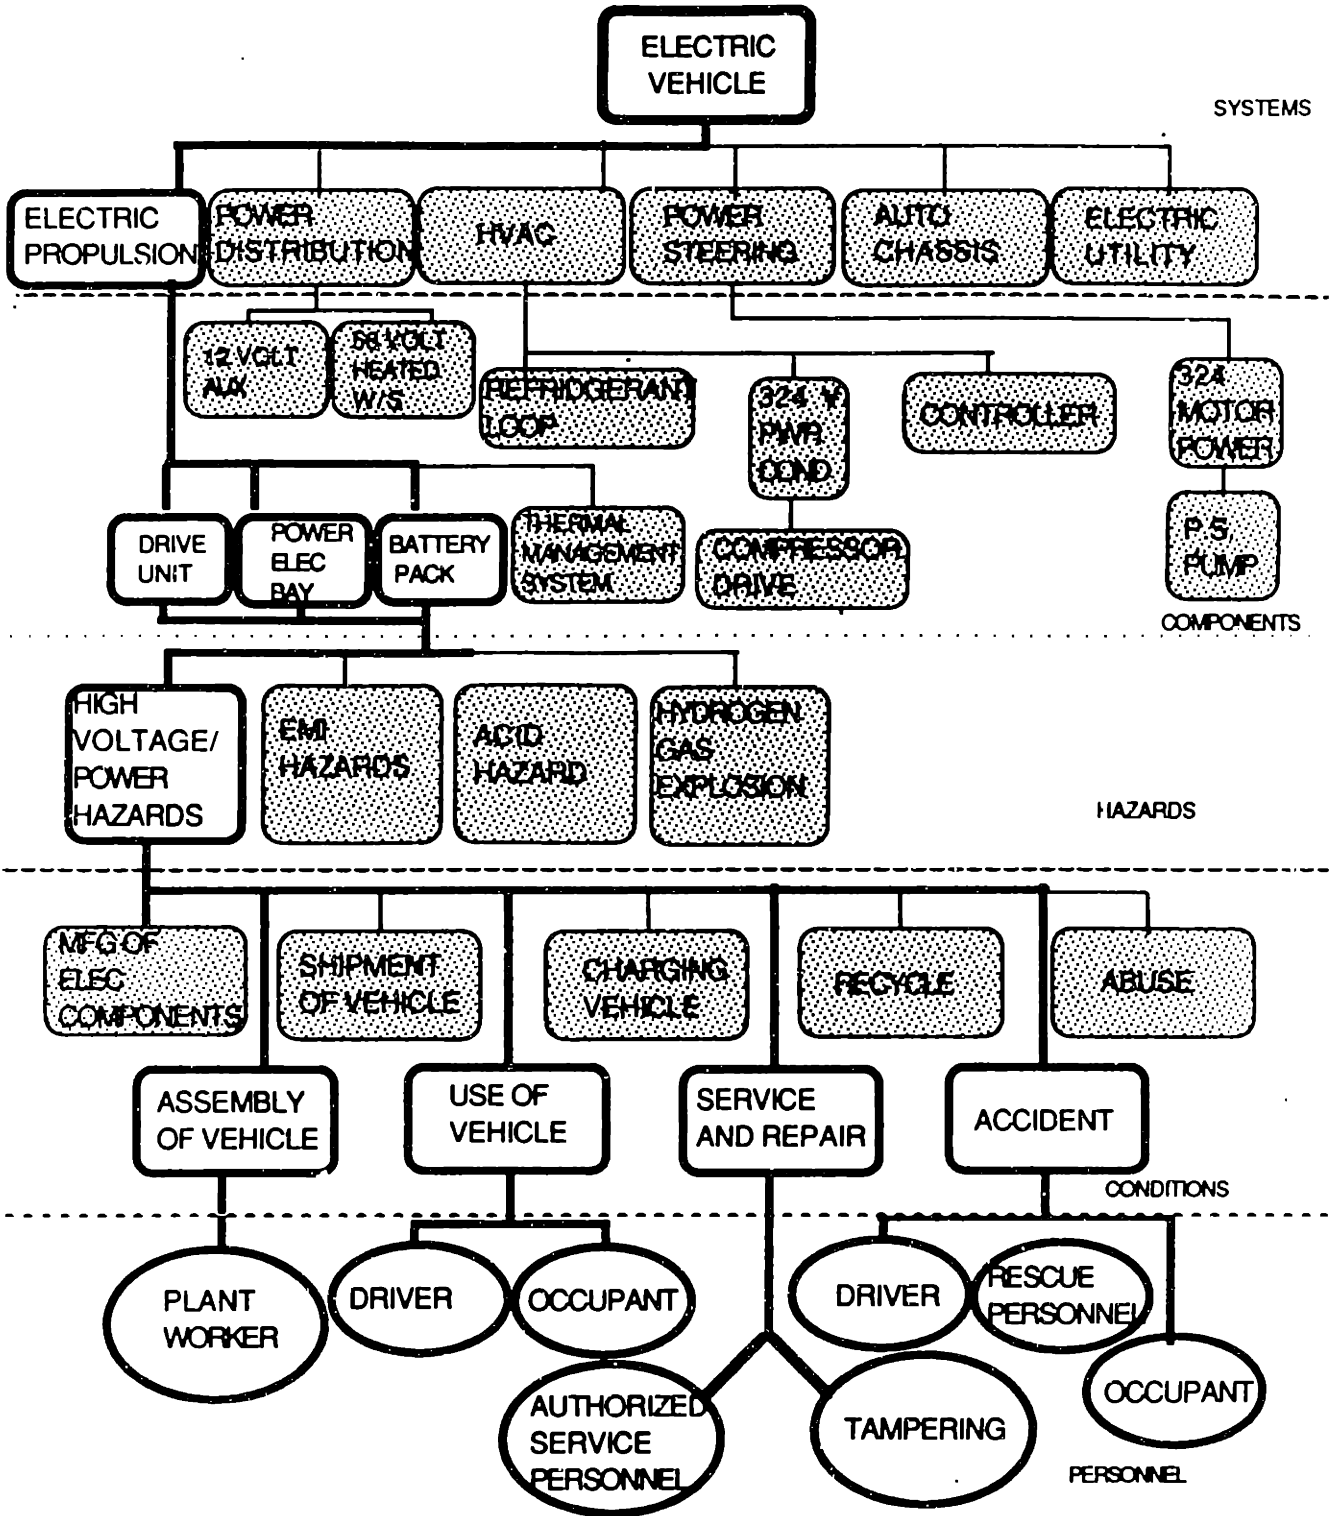 ELECTRIC
VEHICLE
SYSTEMS
ELECTRIC
PROPULSION
POWER
DISTRIBUTION
HVAC
POWER
STEERING
AUTO
CHASSIS
ELECTRIC
UTILITY
12 VOLT
AUX
VOLT
HEATED
W/S
REFRIDGERANT
LOOP
324 V
PWR
COND
CONTROLLER
324
MOTOR
POWER
DRIVE
UNIT
POWER
ELEC
BAY
BATTERY
PACK
THERMAL
MANAGEMENT
SYSTEM
COMPRESSOR
DRIVE
P.S.
PUMP
COMPONENTS
HIGH
VOLTAGE/
POWER
HAZARDS
EMI
HAZARDS
ACID
HAZARD
HYDROGEN
GAS
EXPLOSION
HAZARDS
MFG OF
ELEC
COMPONENTS
SHIPMENT
OF VEHICLE
CHARGING
VEHICLE
RECYCLE
ABUSE
ASSEMBLY
OF VEHICLE
USE OF
VEHICLE
SERVICE
AND REPAIR
ACCIDENT
CONDITIONS
PLANT
WORKER
DRIVER
OCCUPANT
DRIVER
RESCUE
PERSONNEL
OCCUPANT
AUTHORIZED
SERVICE
PERSONNEL
TAMPERING
PERSONNEL